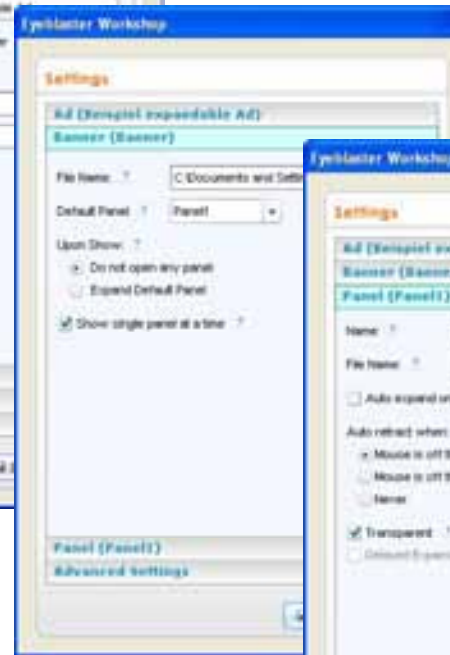 Eyeblaster Workshop
Settings
Ad (Beispiel expandable Ad)
Banner (Banner)
File Name: ?
C:\Documents and Setti
Default Panel ?
Panel1
Upon Show: ?
Do not open any panel
Expand Default Panel
Show single panel at a time ?
Panel (Panel1)
Advanced Settings
Eyeblaster Workshop
Settings
Ad (Beispiel ex
Banner (Banner
Panel (Panel1)
Name ?
File Name: ?
Auto expand on
Auto retract when:
Mouse is off th
Mouse is off th
Never
Transparent ?